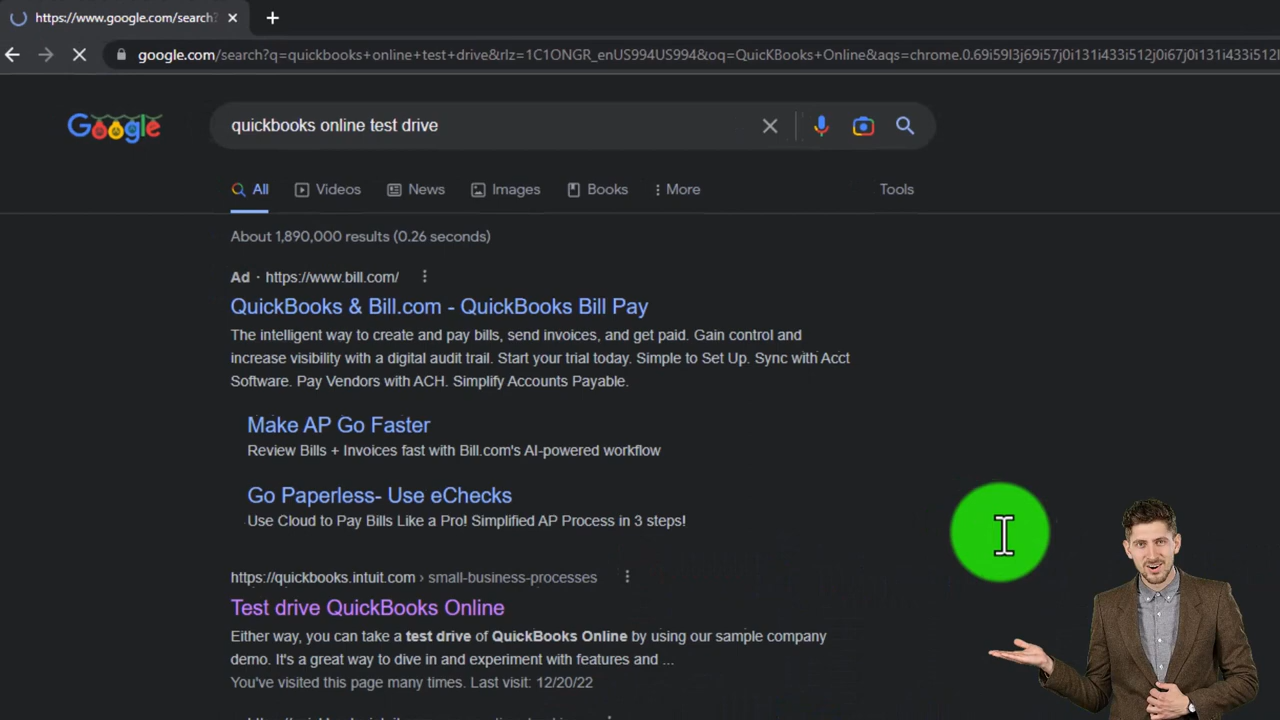 https://www.google.com/search?
google.com/search?q=quickbooks+online+test+drive&rlz=1C1ONGR_enUS994US994&oq=QuicKBooks+Online&aqs=chrome.0.69i59l3j69i57j0i131i433i512j0i67j0i131i433i512l
Google
quickbooks online test drive
All Videos News Images Books More Tools
About 1,890,000 results (0.26 seconds)
Ad · https://www.bill.com/
QuickBooks & Bill.com - QuickBooks Bill Pay
The intelligent way to create and pay bills, send invoices, and get paid. Gain control and
increase visibility with a digital audit trail. Start your trial today. Simple to Set Up. Sync with Acct
Software. Pay Vendors with ACH. Simplify Accounts Payable.
Make AP Go Faster
Review Bills + Invoices fast with Bill.com's AI-powered workflow
Go Paperless- Use eChecks
Use Cloud to Pay Bills Like a Pro! Simplified AP Process in 3 steps!
https://quickbooks.intuit.com › small-business-processes
Test drive QuickBooks Online
Either way, you can take a test drive of QuickBooks Online by using our sample company
demo. It's a great way to dive in and experiment with features and ...
You've visited this page many times. Last visit: 12/20/22